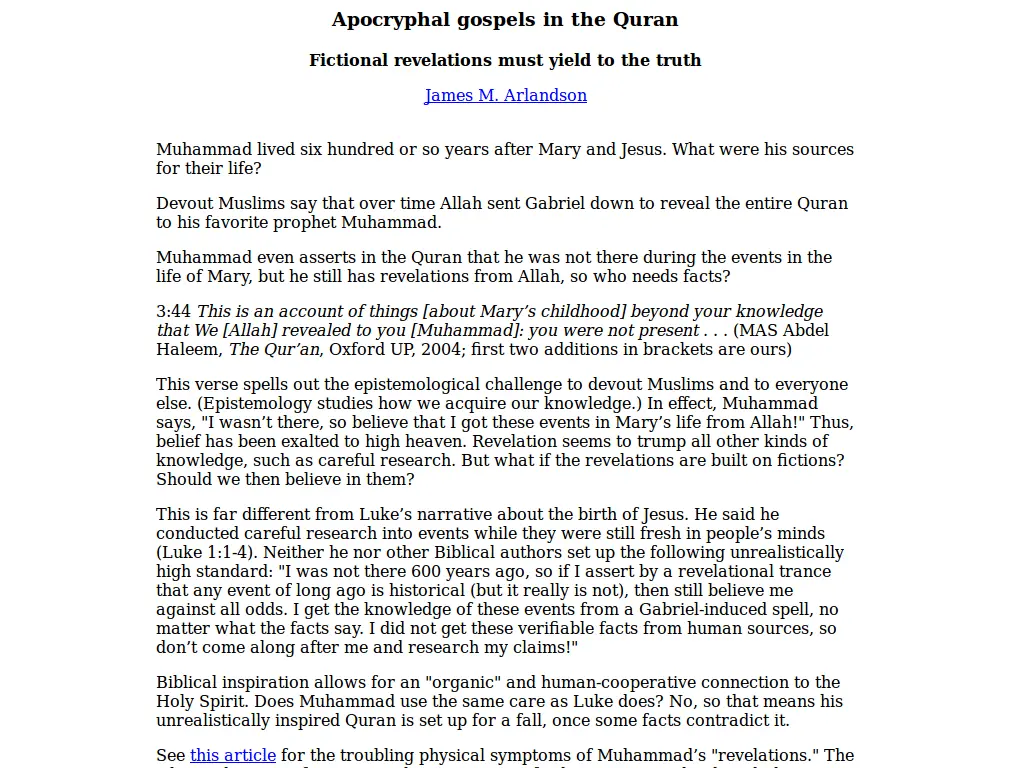 Apocryphal gospels in the Quran
Fictional revelations must yield to the truth
James M. Arlandson
Muhammad lived six hundred or so years after Mary and Jesus. What were his sources
for their life?
Devout Muslims say that over time Allah sent Gabriel down to reveal the entire Quran
to his favorite prophet Muhammad.
Muhammad even asserts in the Quran that he was not there during the events in the
life of Mary, but he still has revelations from Allah, so who needs facts?
3:44 This is an account of things [about Mary’s childhood] beyond your knowledge
that We [Allah] revealed to you [Muhammad]: you were not present . . . (MAS Abdel
Haleem, The Qur’an, Oxford UP, 2004; first two additions in brackets are ours)
This verse spells out the epistemological challenge to devout Muslims and to everyone
else. (Epistemology studies how we acquire our knowledge.) In effect, Muhammad
says, "I wasn’t there, so believe that I got these events in Mary’s life from Allah!" Thus,
belief has been exalted to high heaven. Revelation seems to trump all other kinds of
knowledge, such as careful research. But what if the revelations are built on fictions?
Should we then believe in them?
This is far different from Luke’s narrative about the birth of Jesus. He said he
conducted careful research into events while they were still fresh in people’s minds
(Luke 1:1-4). Neither he nor other Biblical authors set up the following unrealistically
high standard: "I was not there 600 years ago, so if I assert by a revelational trance
that any event of long ago is historical (but it really is not), then still believe me
against all odds. I get the knowledge of these events from a Gabriel-induced spell, no
matter what the facts say. I did not get these verifiable facts from human sources, so
don’t come along after me and research my claims!"
Biblical inspiration allows for an "organic" and human-cooperative connection to the
Holy Spirit. Does Muhammad use the same care as Luke does? No, so that means his
unrealistically inspired Quran is set up for a fall, once some facts contradict it.
See this article for the troubling physical symptoms of Muhammad’s "revelations." The